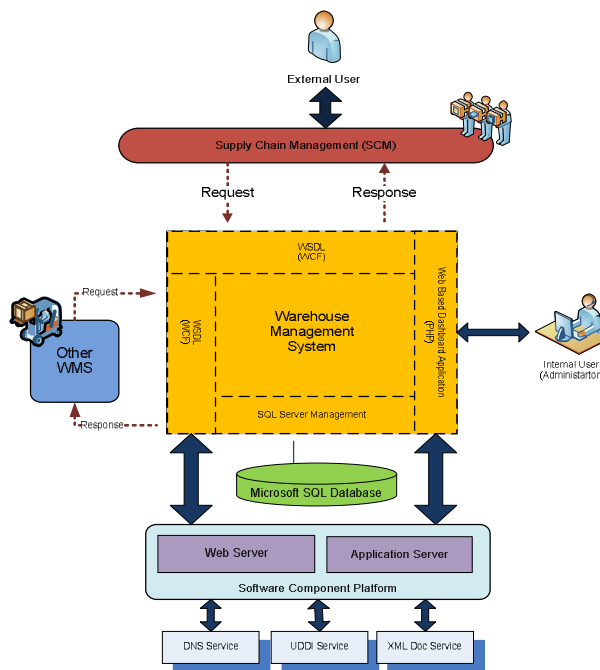 External User
Supply Chain Management (SCM)
Request
Response
WSDL
(WCF)
Request
WSDL
(WCF)
Warehouse
Management
System
Web Based Dashboard Application
(PHP)
Other
WMS
Internal User
(Administartor
SQL Server Management
Response
Microsoft SQL Database
Web Server
Application Server
Software Component Platform
DNS Service
UDDI Service
XML Doc Service